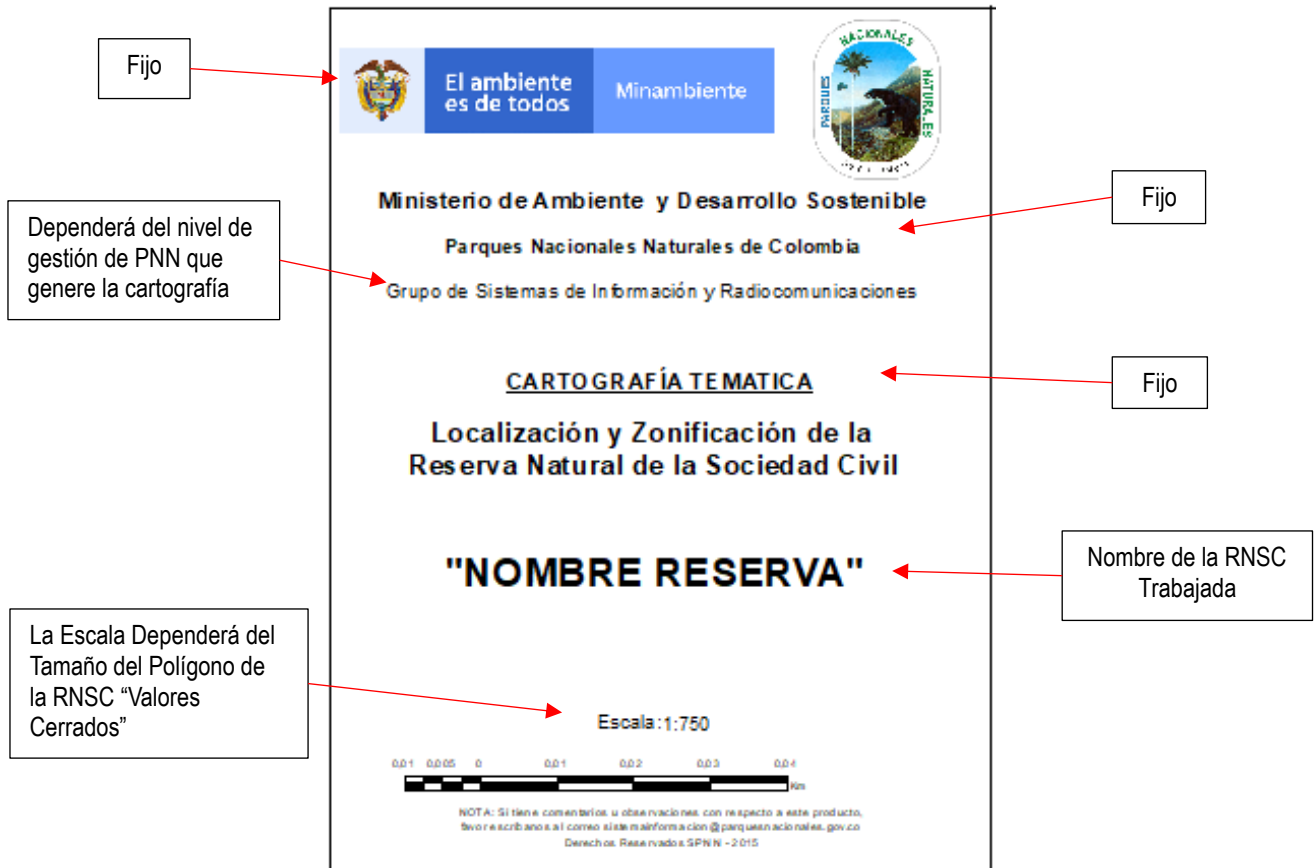 Fijo
El ambiente
es de todos
Minambiente
PARQUES
NACIONALES
Ministerio de Ambiente y Desarrollo Sostenible
Fijo
Parques Nacionales Naturales de Colombia
Dependerá del nivel de
gestión de PNN que
genere la cartografía
Grupo de Sistemas de Información y Radiocomunicaciones
CARTOGRAFÍA TEMATICA
Fijo
Localización y Zonificación de la
Reserva Natural de la Sociedad Civil
"NOMBRE RESERVA"
Nombre de la RNSC
Trabajada
La Escala Dependerá del
Tamaño del Polígono de
la RNSC “Valores
Cerrados”
Escala:1:750
0,01 0,005 0 0,01 0,02 0,03 0,04
Km
NOTA: Si tiene comentarios u observaciones con respecto a este producto,
favor escribanos al correo sistemainformacion@parquesnacionales.gov.co
Derechos Reservados SPNN - 2015